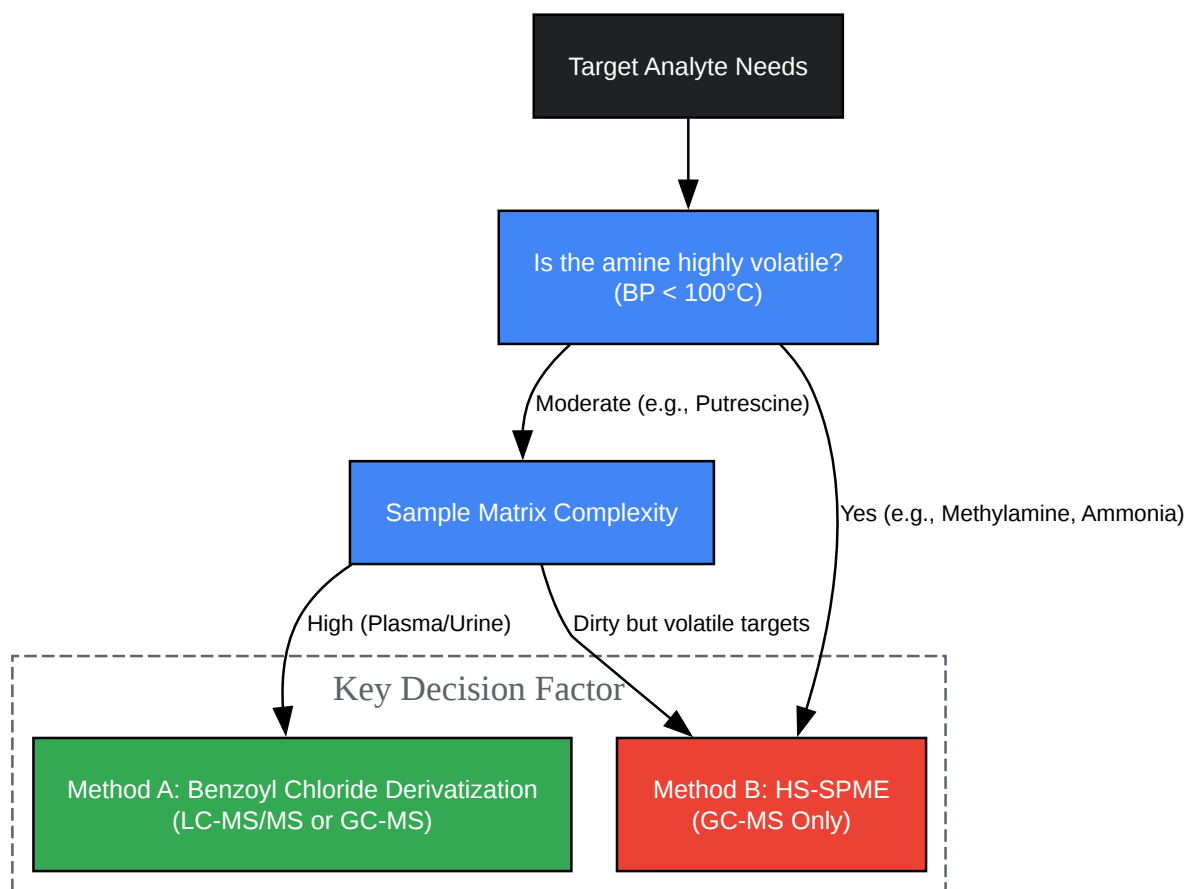 Target Analyte Needs
Is the amine highly volatile?
(BP < 100°C)
Moderate (e.g., Putrescine)
Sample Matrix Complexity
Yes (e.g., Methylamine, Ammonia)
High (Plasma/Urine)
Dirty but volatile targets
Key Decision Factor
Method A: Benzoyl Chloride Derivatization
(LC-MS/MS or GC-MS)
Method B: HS-SPME
(GC-MS Only)